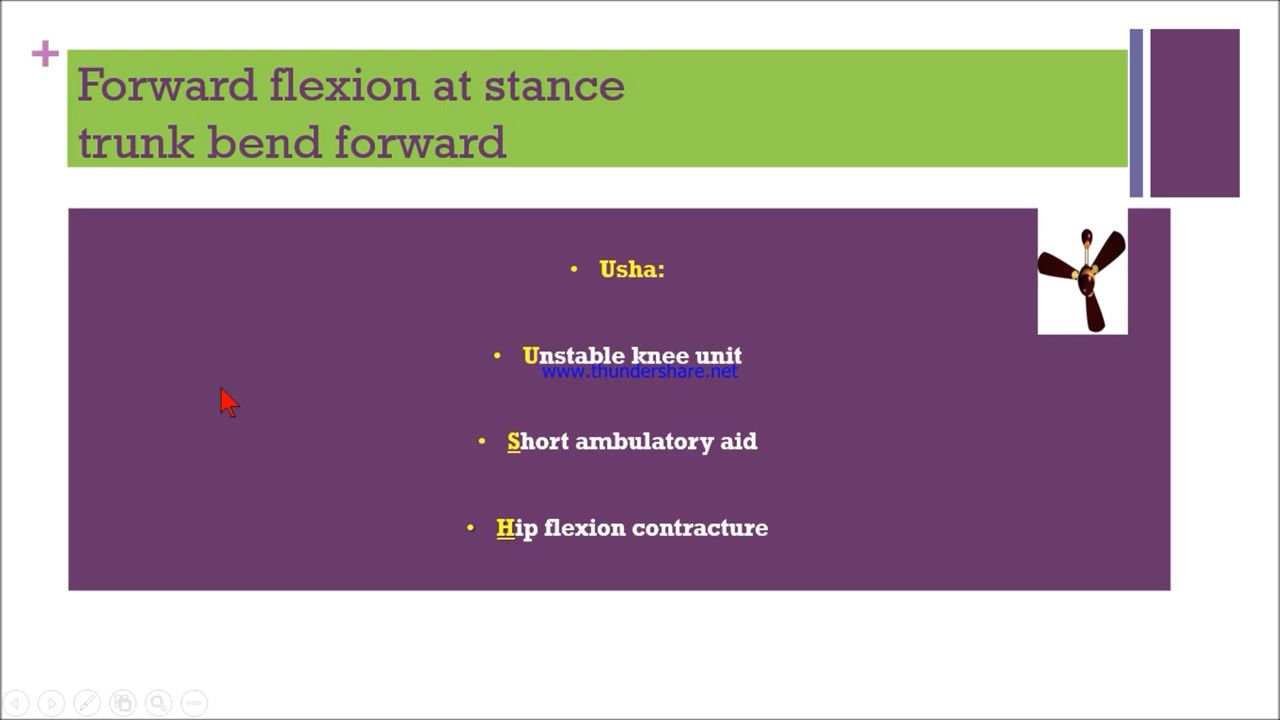 Forward flexion at stance
trunk bend forward
• Usha:
• Unstable knee unit
www.thundershare.net
• Short ambulatory aid
• Hip flexion contracture